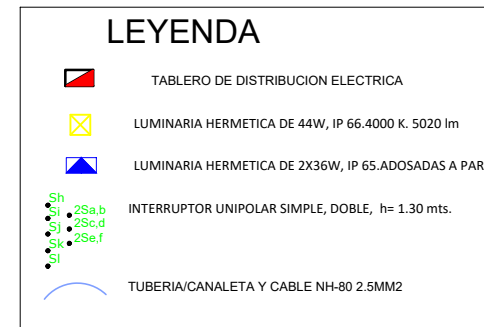 LEYENDA
TABLERO DE DISTRIBUCION ELECTRICA
LUMINARIA HERMETICA DE 44W, IP 66.4000 K. 5020 lm
LUMINARIA HERMETICA DE 2X36W, IP 65.ADOSADAS A PAR
Sh
Si 2Sa,b
Sj 2Sc,d
Sk 2Se,f
Sl
INTERRUPTOR UNIPOLAR SIMPLE, DOBLE, h= 1.30 mts.
TUBERIA/CANALETA Y CABLE NH-80 2.5MM2